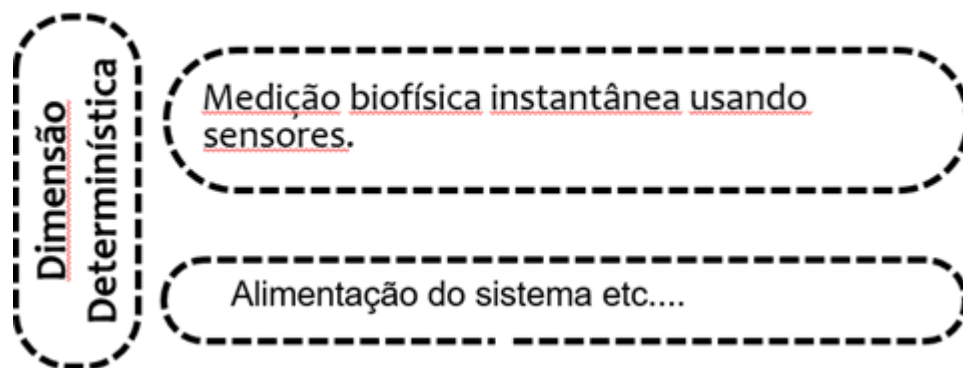 Dimensão
Determinística
Medição biofísica instantânea usando
sensores.
Alimentação do sistema etc....